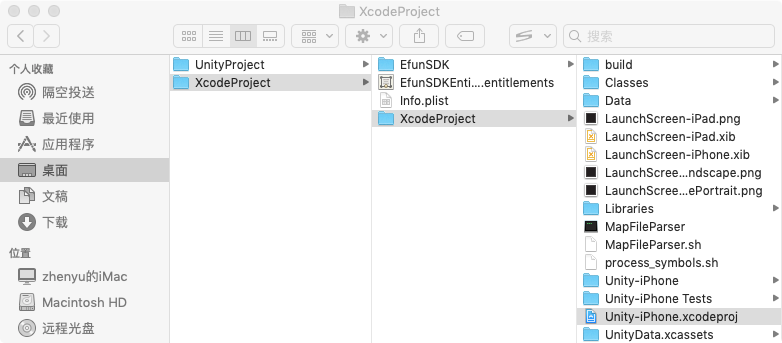 XcodeProject
搜索
个人收藏
隔空投送
最近使用
应用程序
桌面
文稿
下载
位置
zhenyu的iMac
Macintosh HD
远程光盘
UnityProject
XcodeProject
EfunSDK
EfunSDKEnti....entitlements
Info.plist
XcodeProject
build
Classes
Data
LaunchScreen-iPad.png
LaunchScreen-iPad.xib
LaunchScreen-iPhone.xib
LaunchScree...ndscape.png
LaunchScree...ePortrait.png
Libraries
MapFileParser
MapFileParser.sh
process_symbols.sh
Unity-iPhone
Unity-iPhone Tests
Unity-iPhone.xcodeproj
UnityData.xcassets